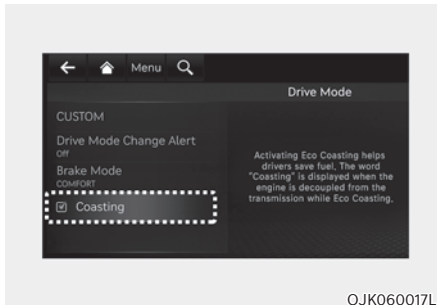 Menu
Drive Mode
CUSTOM
Drive Mode Change Alert
Off
Brake Mode
COMFORT
Coasting
Activating Eco Coasting helps
drivers save fuel, The word
"Coasting" is displayed when the
engine is decoupled from the
transmission while Eco Coasting,
OJK060017L